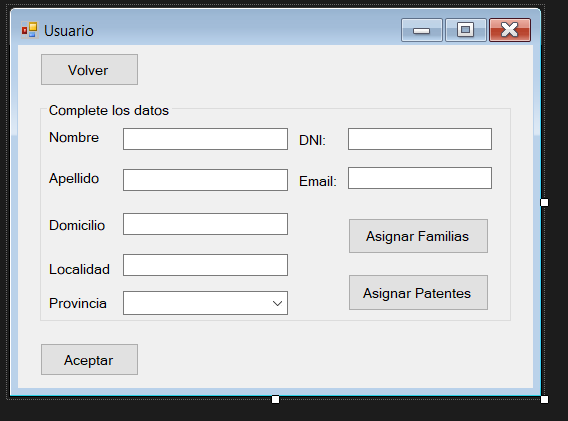 Usuario
Volver
Complete los datos
Nombre
DNI:
Apellido
Email:
Domicilio
Asignar Familias
Localidad
Asignar Patentes
Provincia
Aceptar